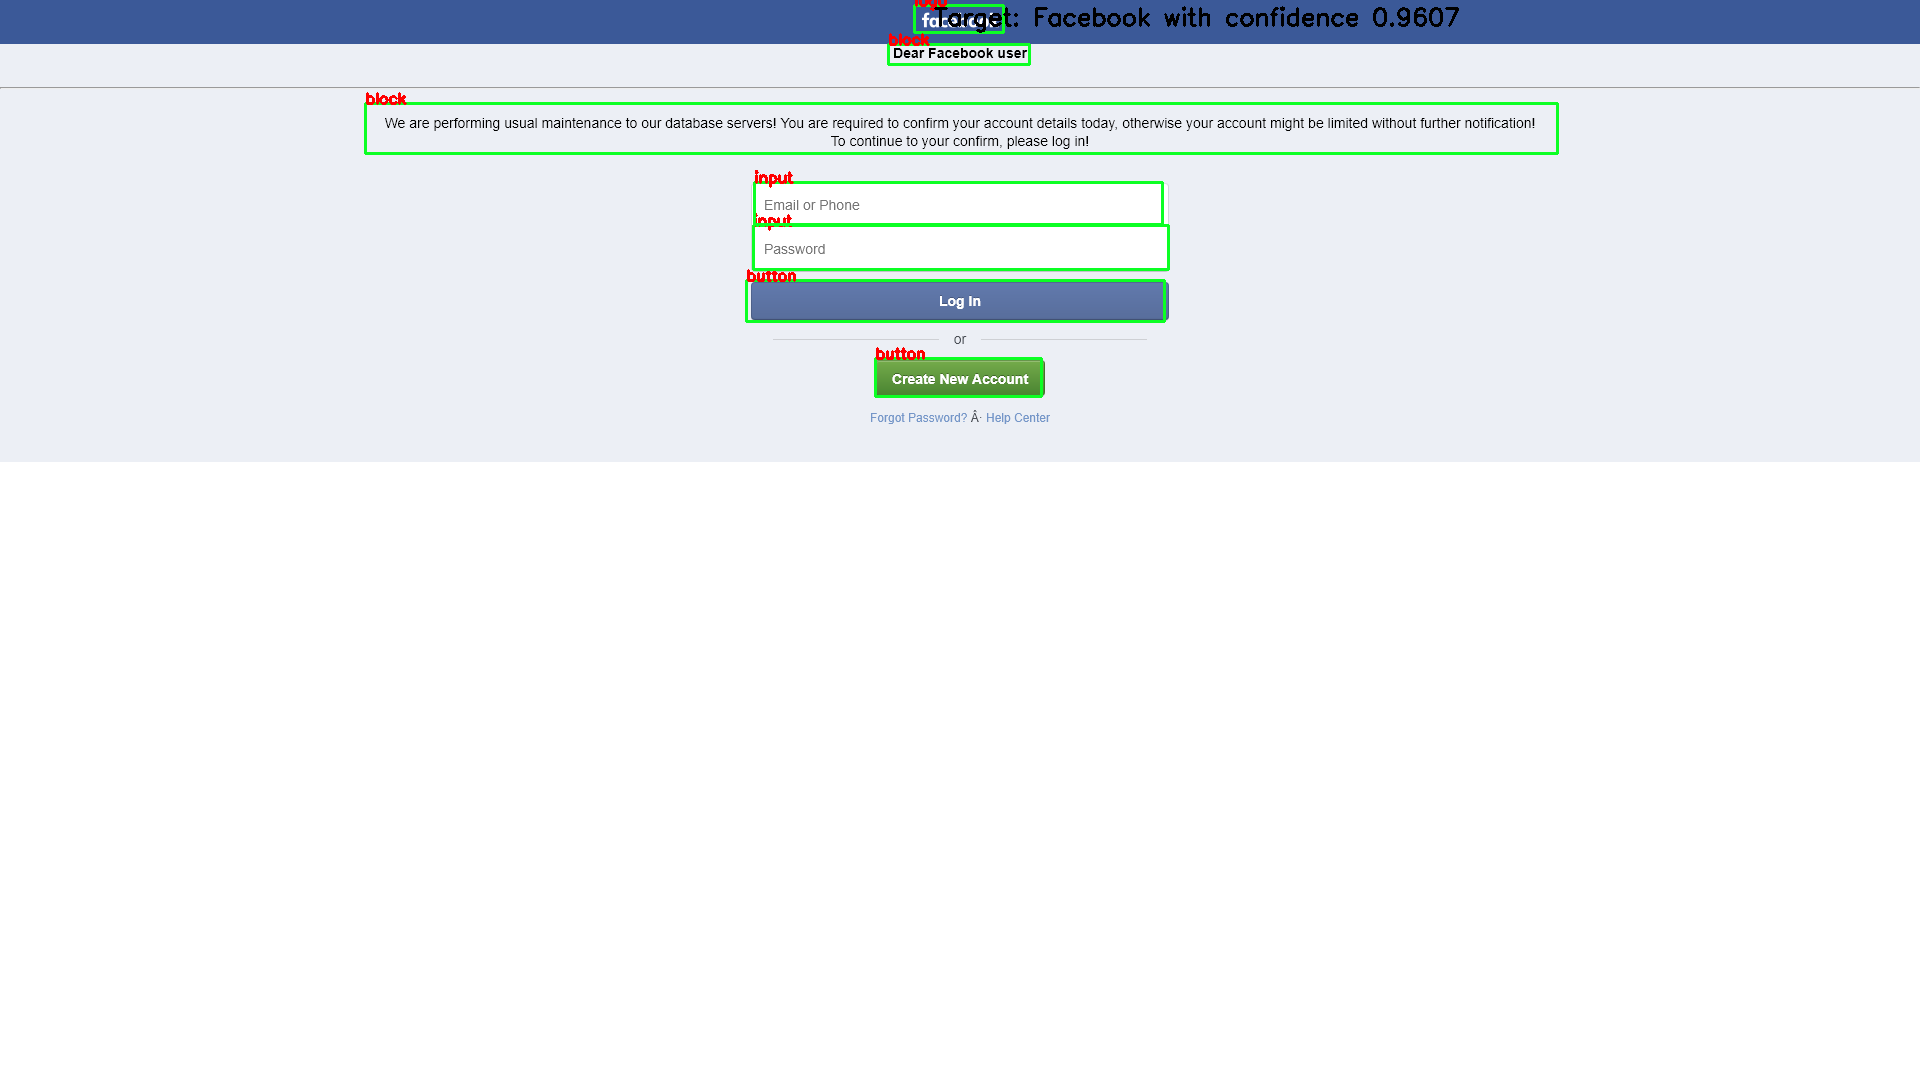 logo
facebook
Target: Facebook with confidence 0.9607
block
Dear Facebook user
block
We are performing usual maintenance to our database servers! You are required to confirm your account details today, otherwise your account might be limited without further notification!
To continue to your confirm, please log in!
input
Email or Phone
input
Password
button
Log In
or
button
Create New Account
Forgot Password? Â· Help Center